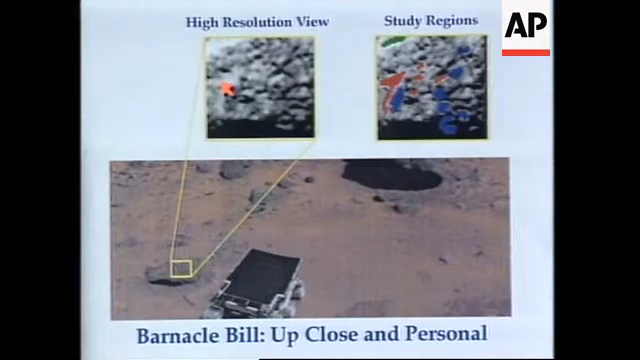 High Resolution View
Study Regions
AP
Barnacle Bill: Up Close and Personal